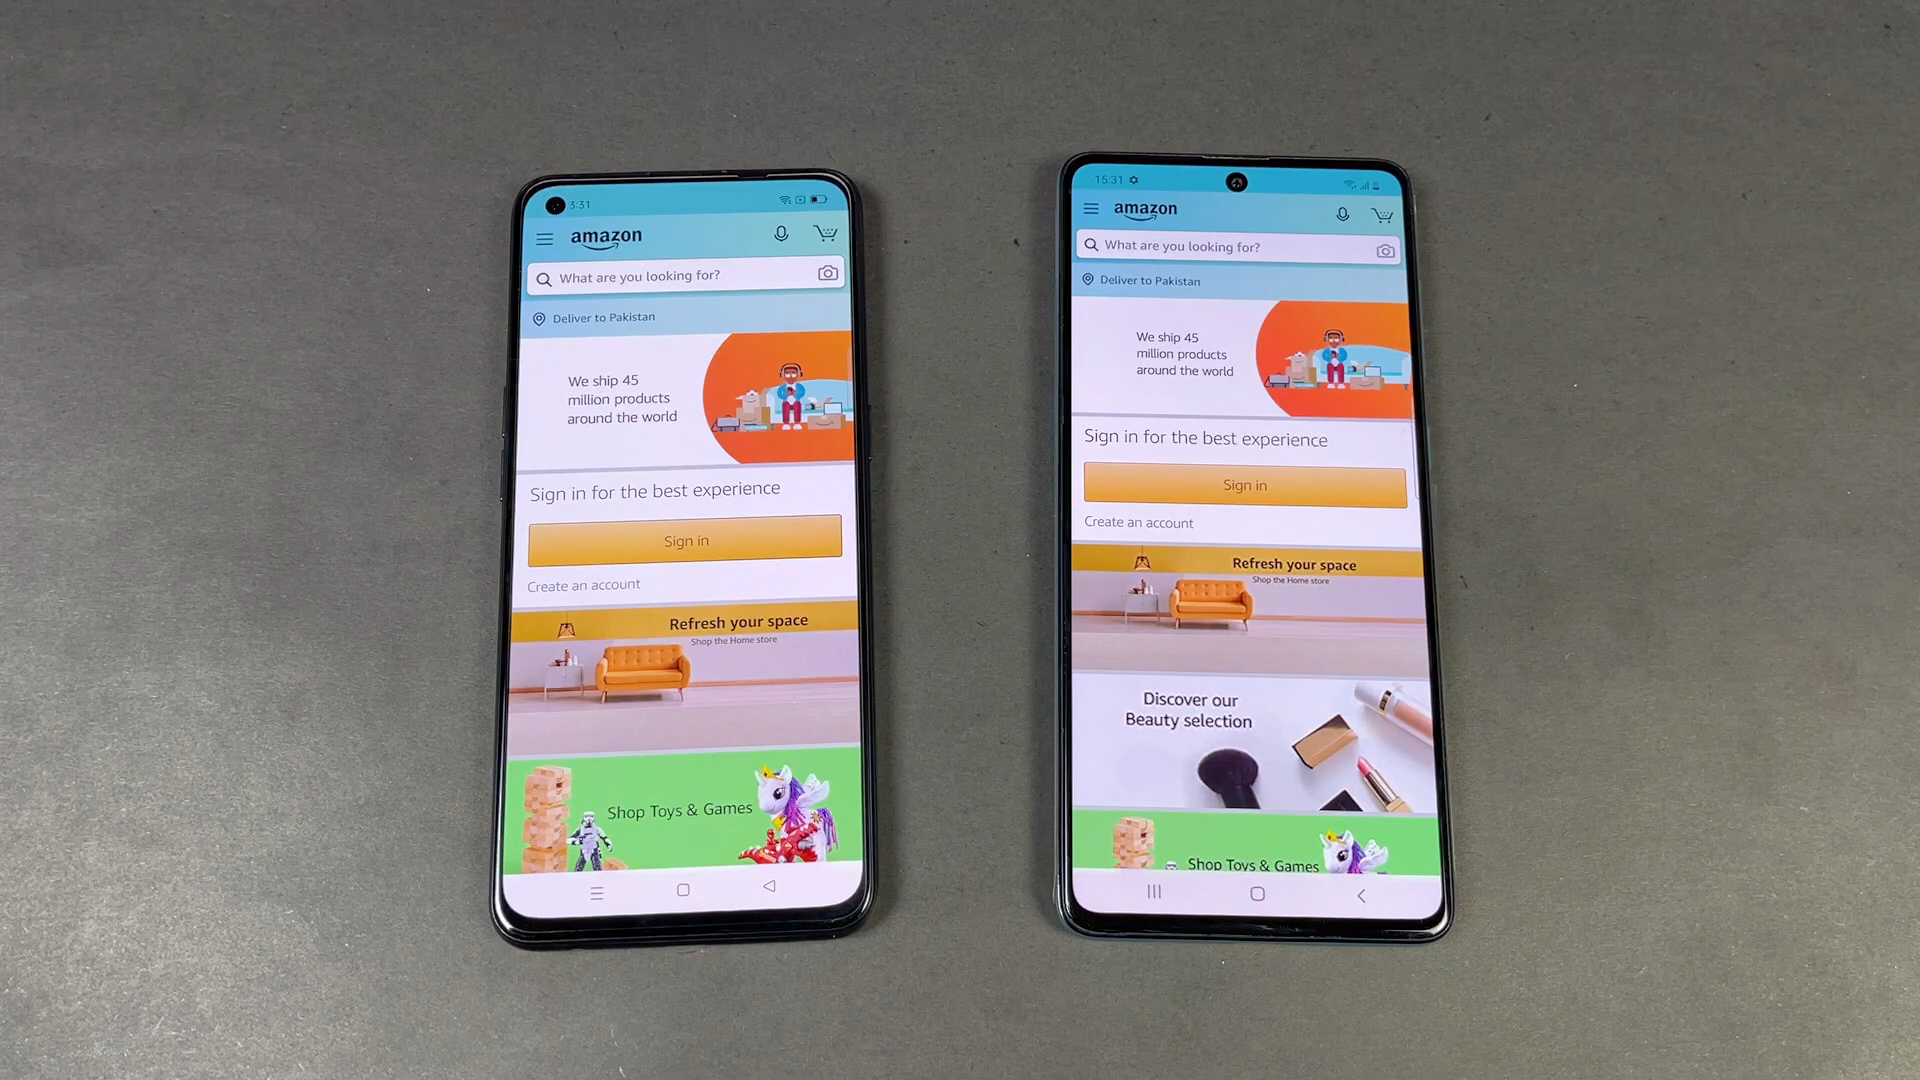 3:31
amazon
What are you looking for?
Deliver to Pakistan
We ship 45
million products
around the world
Sign in for the best experience
Sign in
Create an account
Refresh your space
Shop the Home store
Shop Toys & Games
15:31
amazon
What are you looking for?
Deliver to Pakistan
We ship 45
million products
around the world
Sign in for the best experience
Sign in
Create an account
Refresh your space
Shop the Home store
Discover our
Beauty selection
Shop Toys & Games